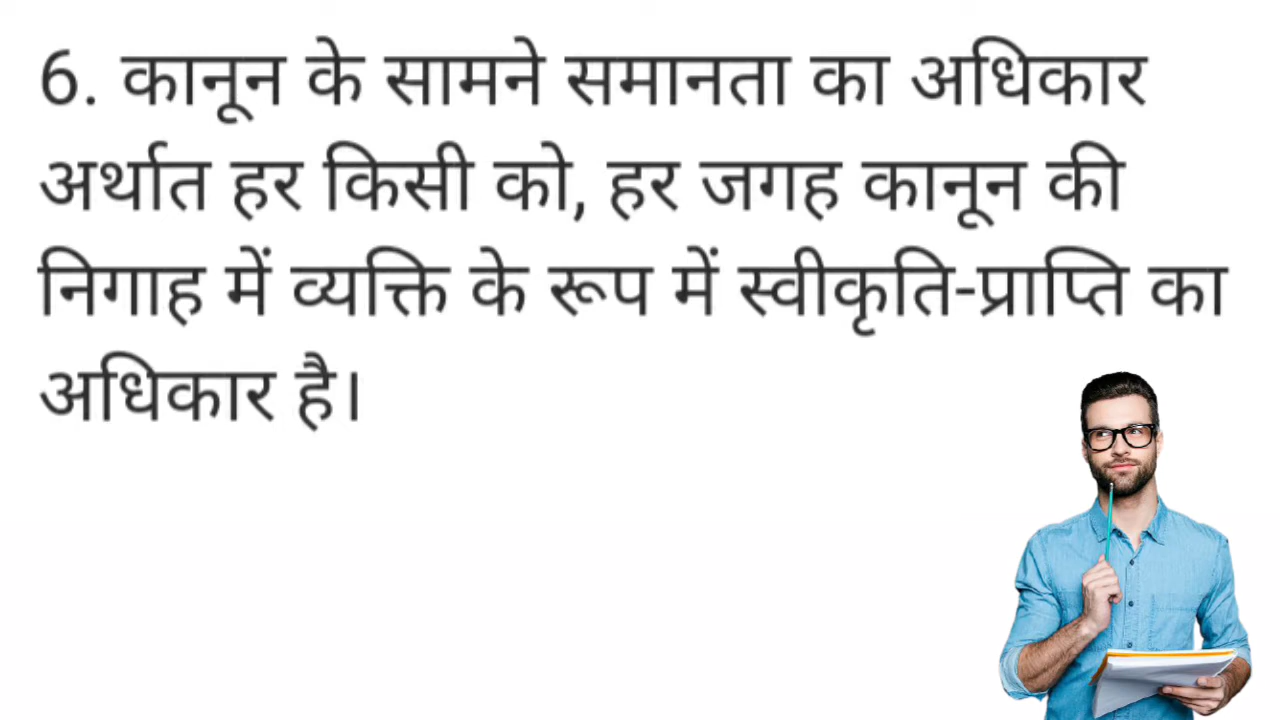 6. कानून के सामने समानता का अधिकार
अर्थात हर किसी को, हर जगह कानून की
निगाह में व्यक्ति के रूप में स्वीकृति-प्राप्ति का
अधिकार है।